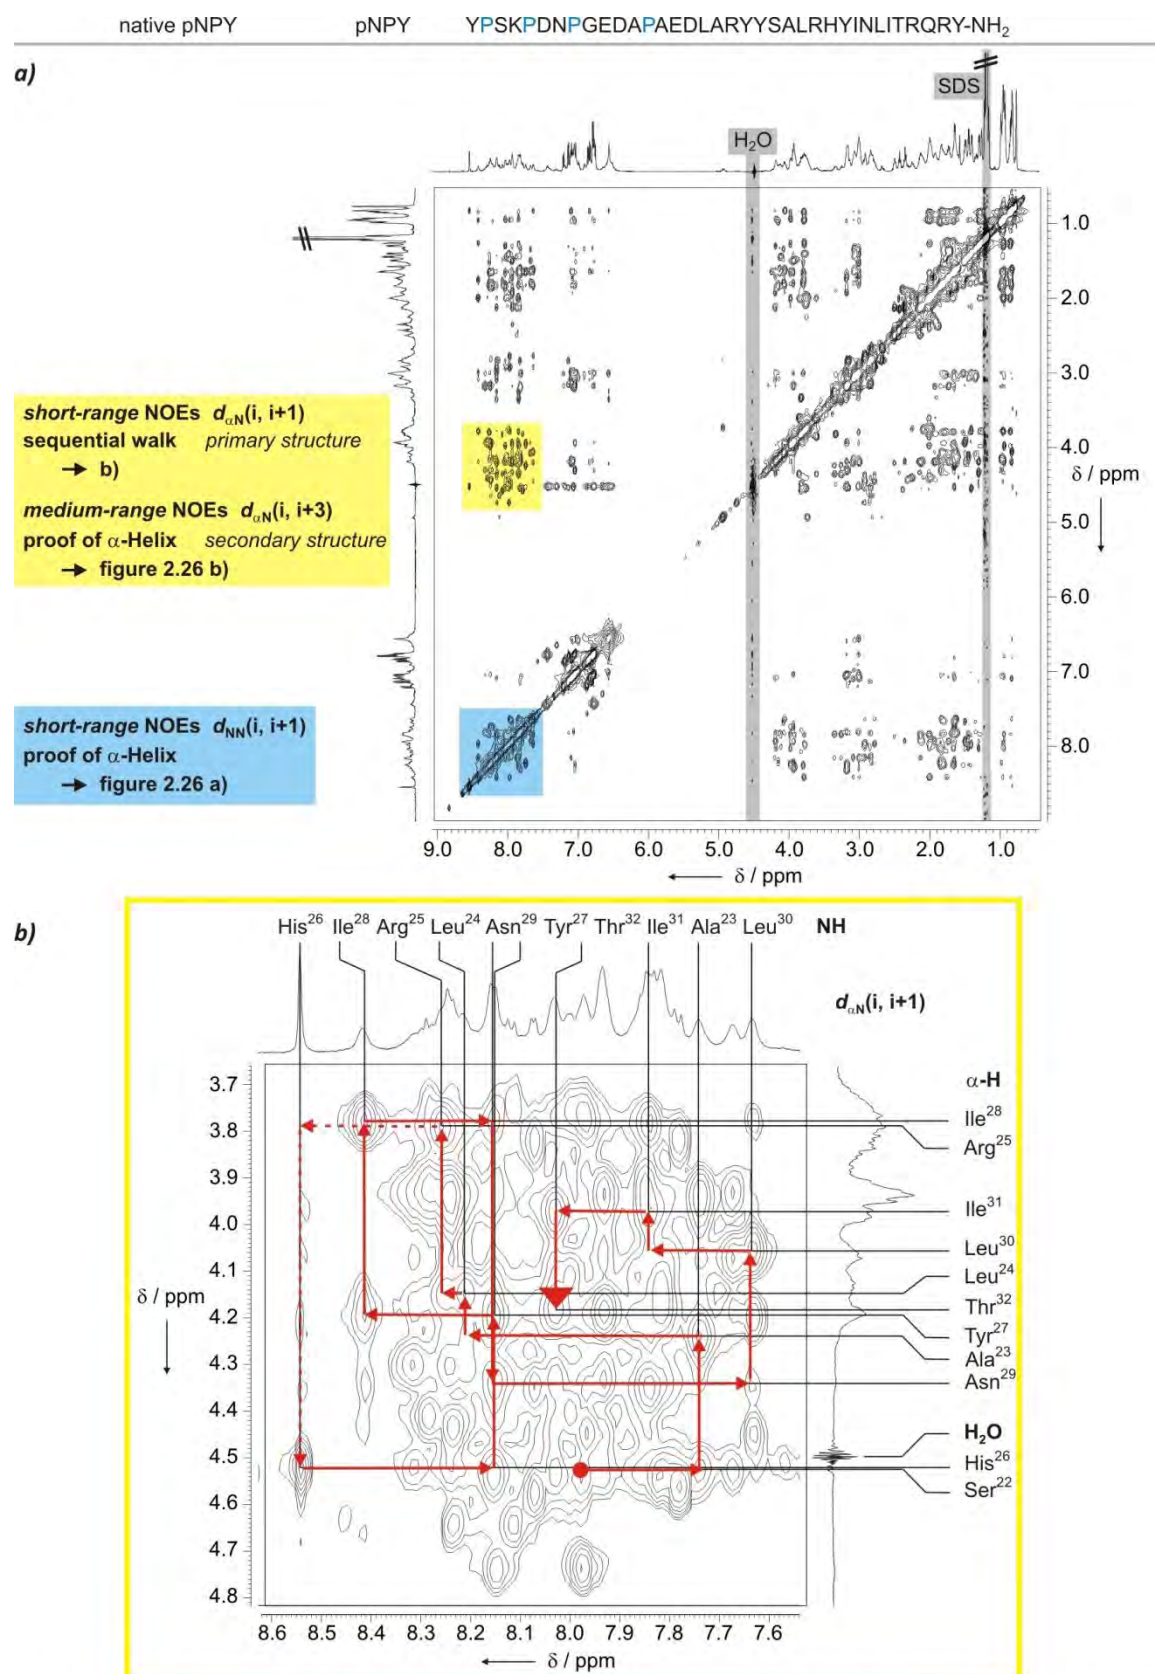 native pNPY pNPY YPSKPDNPGEDAPAEDLARYYSALRHYINLITRQRY-NH₂
a)
SDS
H₂O
1.0
2.0
3.0
4.0
δ / ppm
5.0
6.0
7.0
8.0
short-range NOEs dαN(i, i+1)
sequential walk primary structure
→ b)
medium-range NOEs dαN(i, i+3)
proof of α-Helix secondary structure
→ figure 2.26 b)
short-range NOEs dNN(i, i+1)
proof of α-Helix
→ figure 2.26 a)
9.0 8.0 7.0 6.0 5.0 4.0 3.0 2.0 1.0
← δ / ppm
b)
His²⁶ Ile²⁸ Arg²⁵ Leu²⁴ Asn²⁹ Tyr²⁷ Thr³² Ile³¹ Ala²³ Leu³⁰ NH
dαN(i, i+1)
α-H
3.7
3.8
3.9
4.0
4.1
4.2
4.3
4.4
4.5
4.6
4.7
4.8
δ / ppm
Ile²⁸
Arg²⁵
Ile³¹
Leu³⁰
Leu²⁴
Thr³²
Tyr²⁷
Ala²³
Asn²⁹
H₂O
His²⁶
Ser²²
8.6 8.5 8.4 8.3 8.2 8.1 8.0 7.9 7.8 7.7 7.6
← δ / ppm